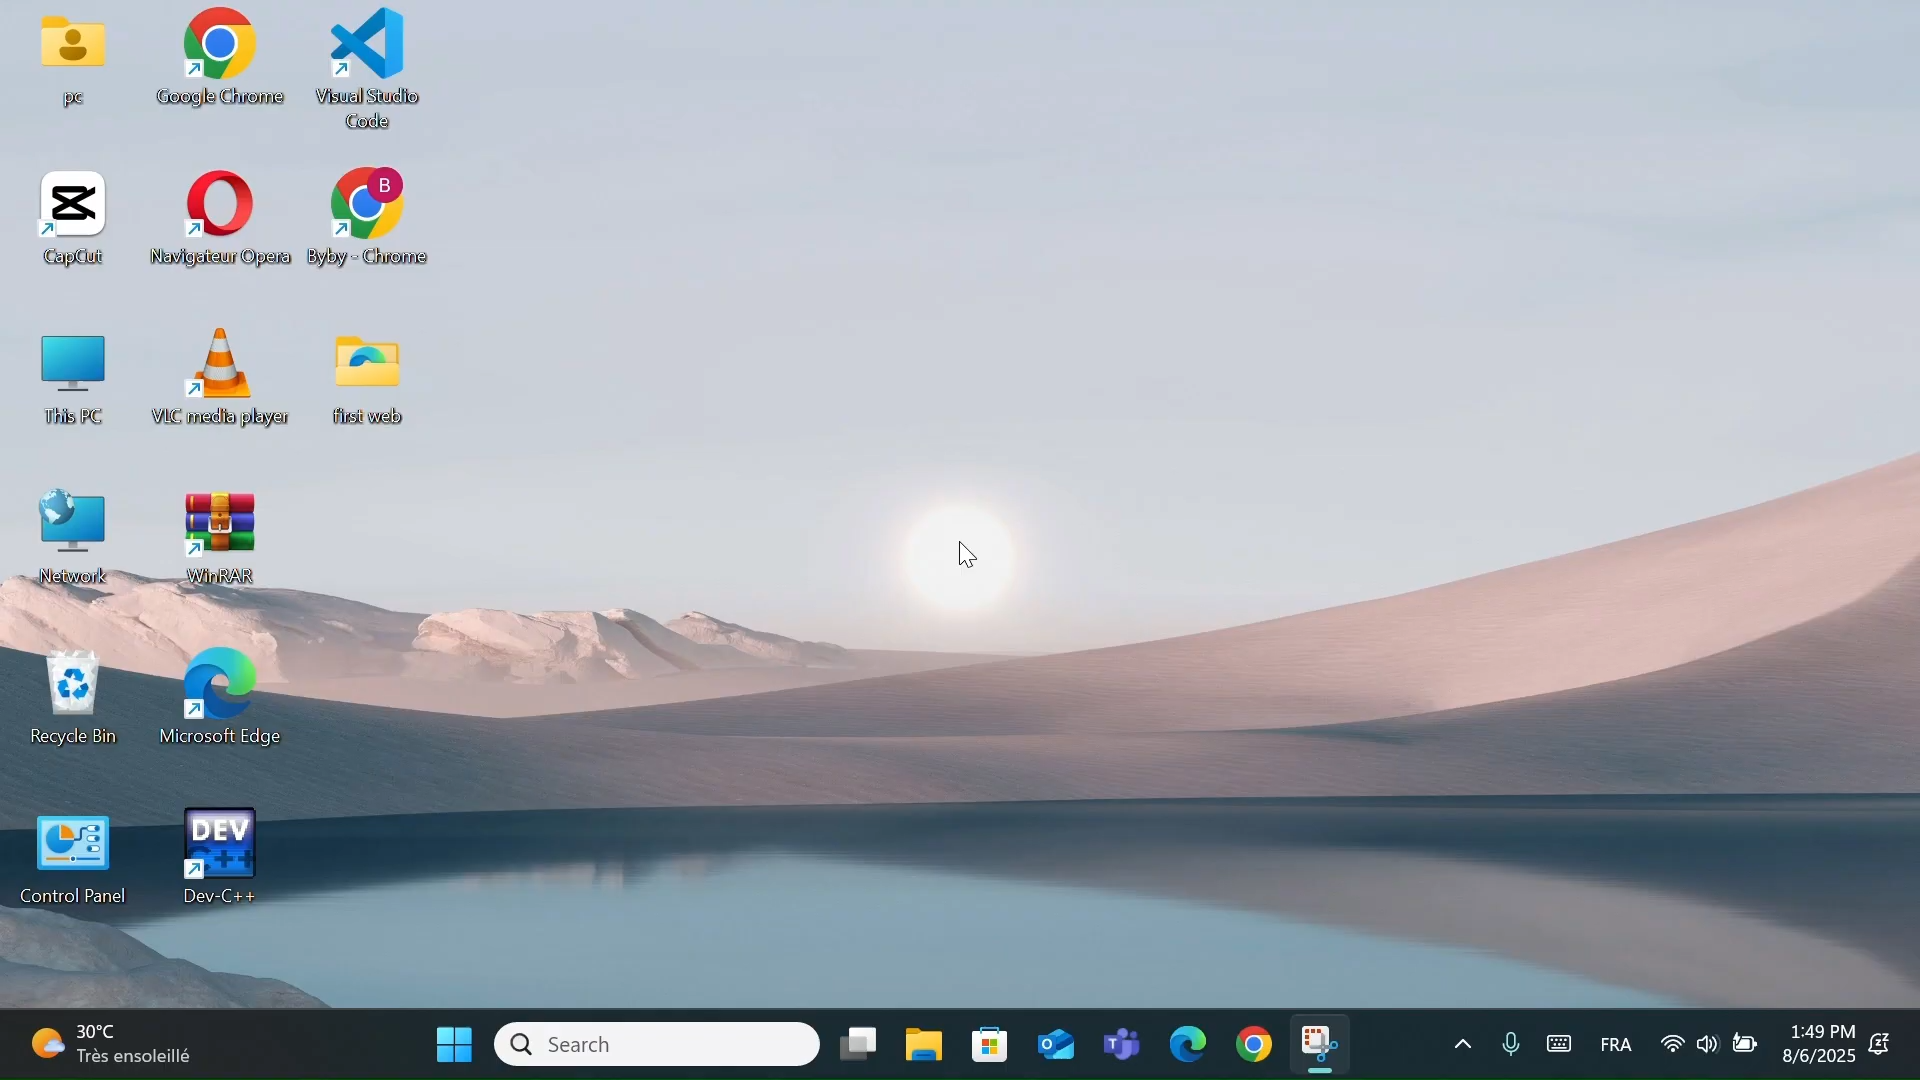 pc
Google Chrome
Visual Studio
Code
CapCut
Navigateur Opera
B
Byby - Chrome
This PC
VLC media player
first web
Network
WinRAR
Recycle Bin
Microsoft Edge
DEV
C++
Control Panel
Dev-C++
30°C
Très ensoleillé
Search
O
T
FRA
1:49 PM
8/6/2025